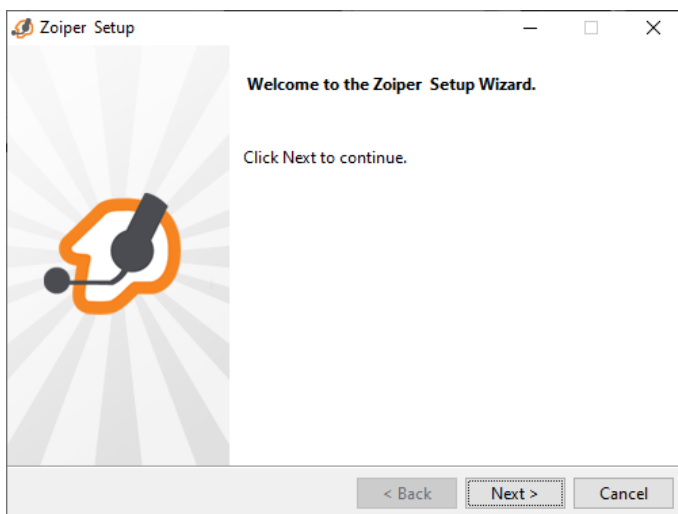 Zoiper Setup
Welcome to the Zoiper Setup Wizard.
Click Next to continue.
< Back
Next >
Cancel